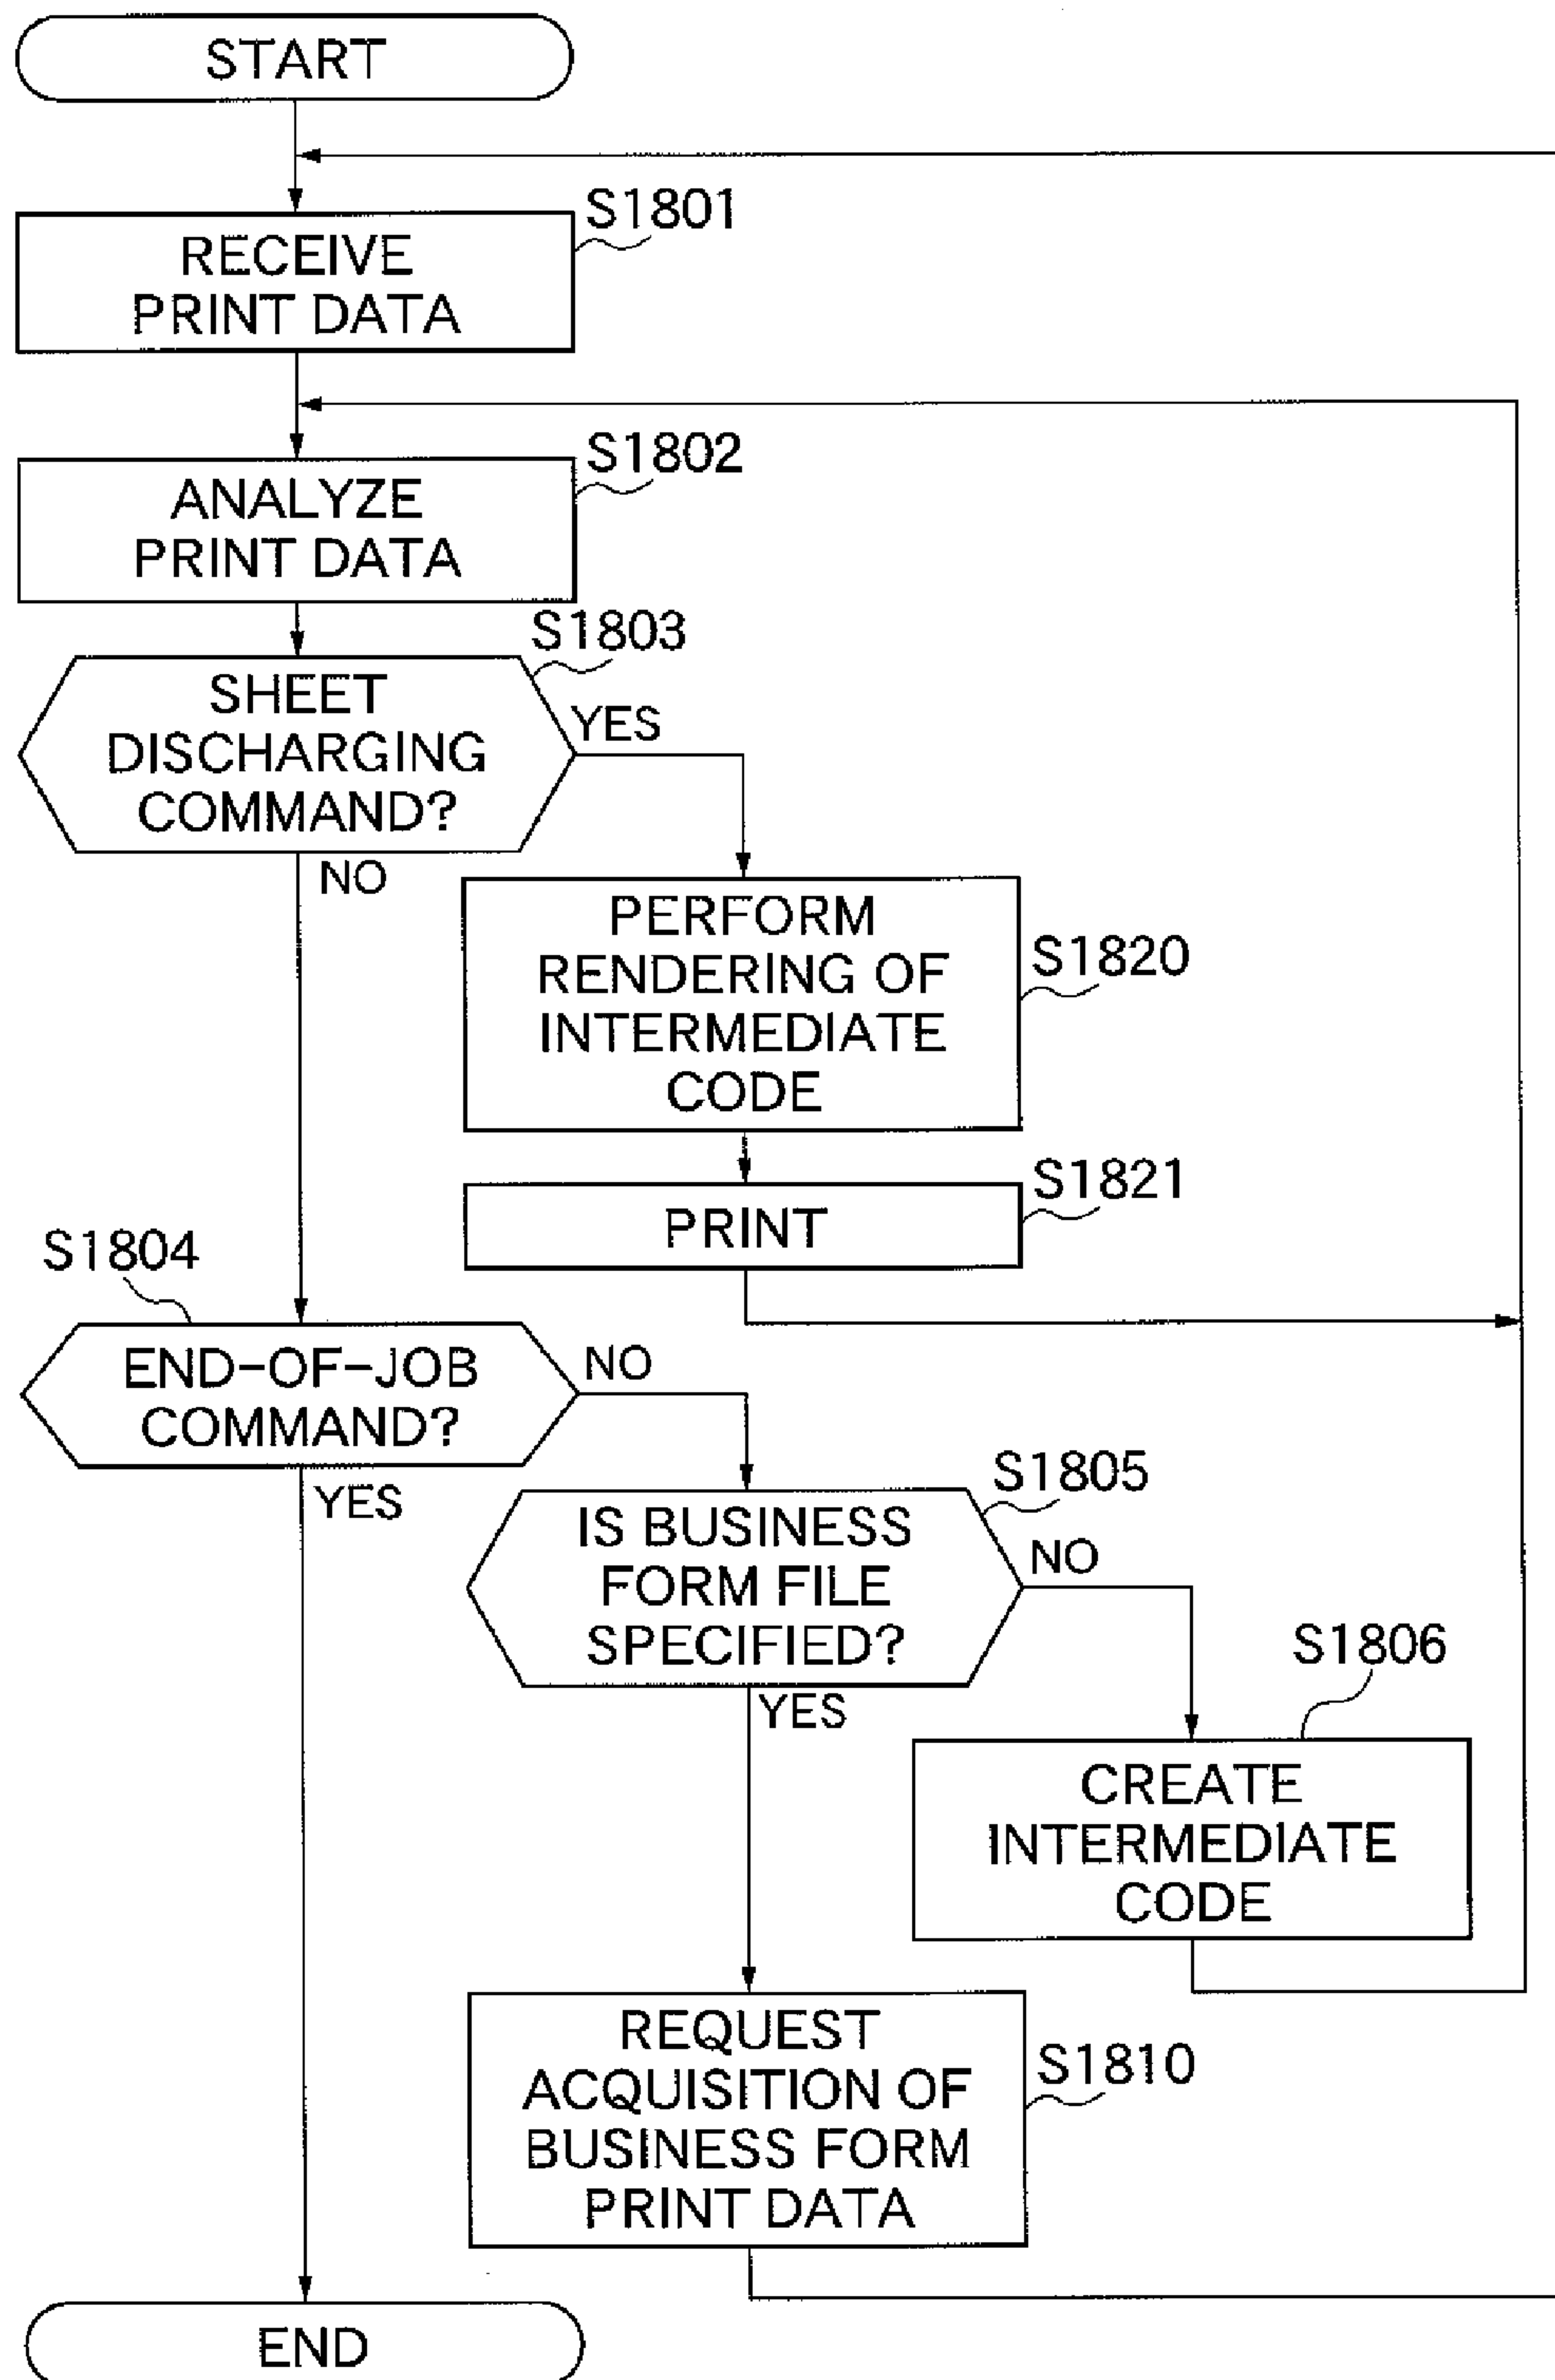 START
S1801
RECEIVE
PRINT DATA
S1802
ANALYZE
PRINT DATA
S1803
SHEET
DISCHARGING
COMMAND?
YES
NO
PERFORM
RENDERING OF
INTERMEDIATE
CODE
S1820
S1821
PRINT
S1804
END-OF-JOB
COMMAND?
NO
YES
S1805
IS BUSINESS
FORM FILE
SPECIFIED?
NO
YES
S1806
CREATE
INTERMEDIATE
CODE
REQUEST
ACQUISITION OF
BUSINESS FORM
PRINT DATA
S1810
END